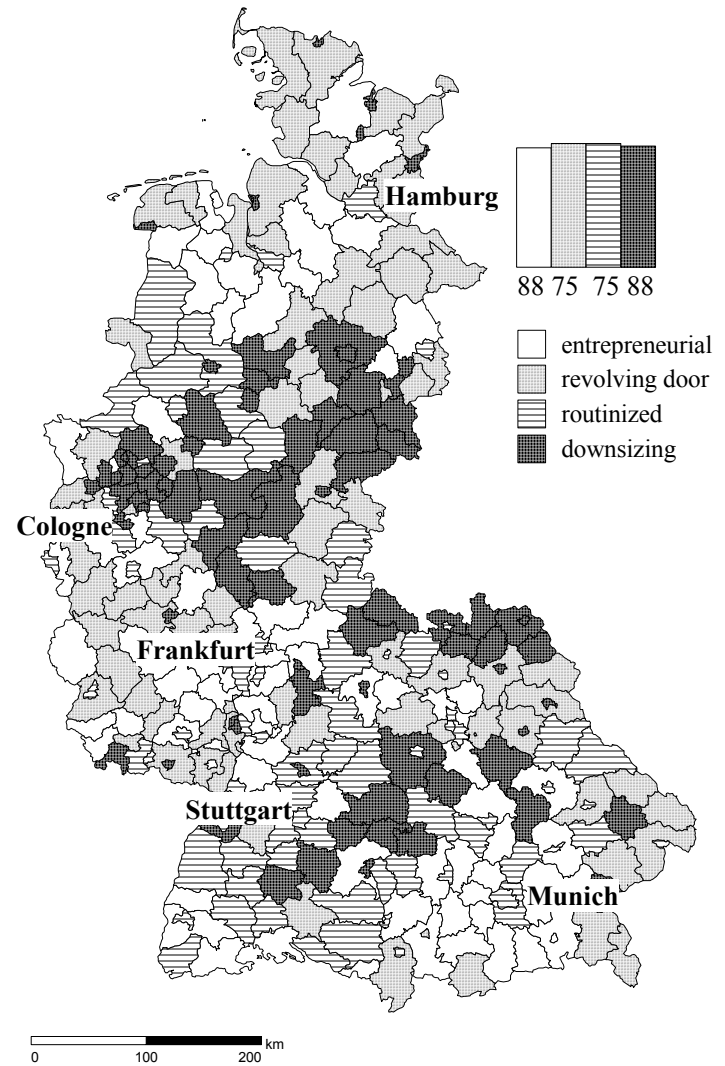 Hamburg
88 75 75 88
entrepreneurial
revolving door
routinized
downsizing
Cologne
Frankfurt
Stuttgart
Munich
km
0 100 200